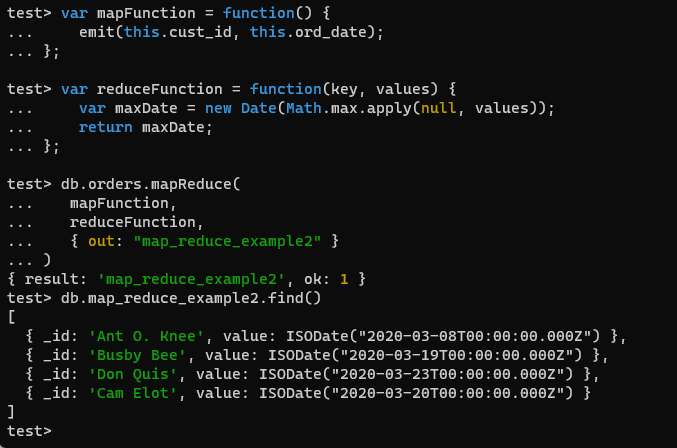 test> var mapFunction = function() {
...     emit(this.cust_id, this.ord_date);
... };
test> var reduceFunction = function(key, values) {
...     var maxDate = new Date(Math.max.apply(null, values));
...     return maxDate;
... };
test> db.orders.mapReduce(
...    mapFunction,
...    reduceFunction,
...    { out: "map_reduce_example2" }
... )
{ result: 'map_reduce_example2', ok: 1 }
test> db.map_reduce_example2.find()
[
  { _id: 'Ant O. Knee', value: ISODate("2020-03-08T00:00:00.000Z") },
  { _id: 'Busby Bee', value: ISODate("2020-03-19T00:00:00.000Z") },
  { _id: 'Don Quis', value: ISODate("2020-03-23T00:00:00.000Z") },
  { _id: 'Cam Elot', value: ISODate("2020-03-20T00:00:00.000Z") }
]
test>